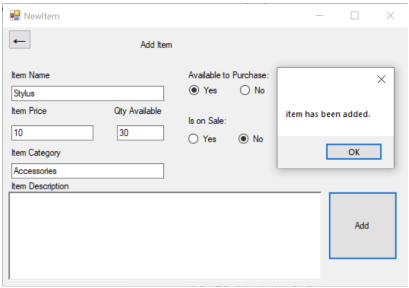 NewItem
Add Item
Item Name
Stylus
Item Price
Qty Available
10
30
Item Category
Accessories
Item Description
Available to Purchase:
Yes
No
Is on Sale:
Yes
No
item has been added.
OK
Add